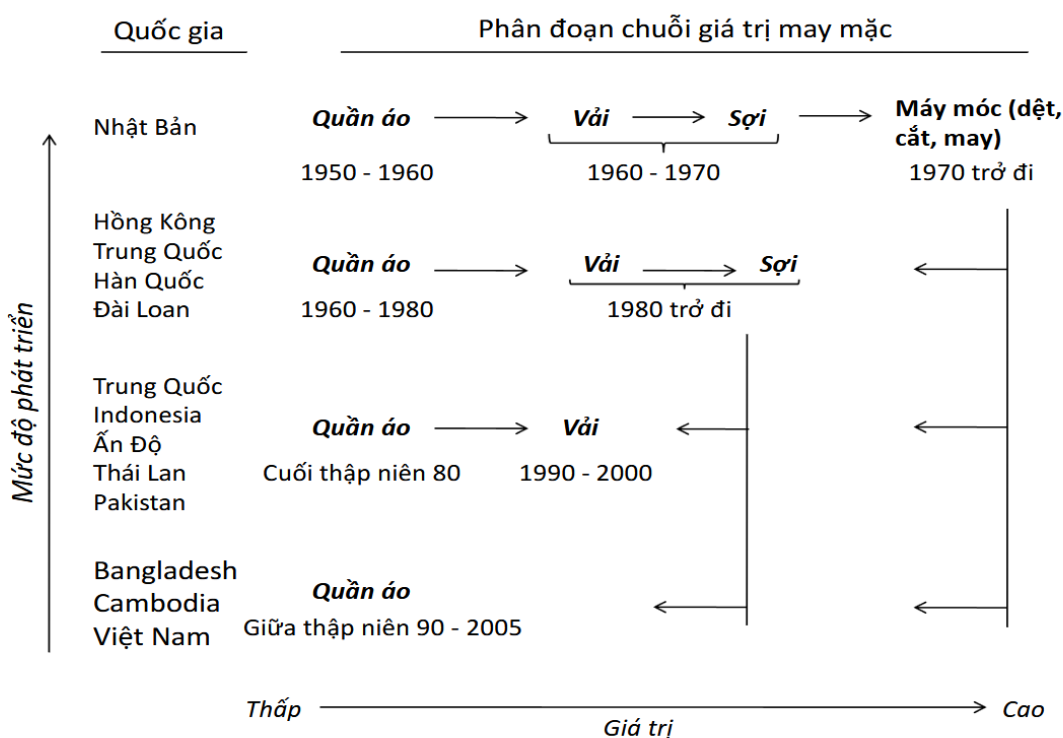 Quốc gia
Phân đoạn chuỗi giá trị may mặc
Nhật Bản
Quần áo
Vải
Sợi
Máy móc (dệt,
cắt, may)
1950 - 1960
1960 - 1970
1970 trở đi
Hồng Kông
Trung Quốc
Hàn Quốc
Đài Loan
Quần áo
Vải
Sợi
1960 - 1980
1980 trở đi
Trung Quốc
Indonesia
Ấn Độ
Thái Lan
Pakistan
Quần áo
Vải
Cuối thập niên 80
1990 - 2000
Bangladesh
Cambodia
Việt Nam
Quần áo
Giữa thập niên 90 - 2005
Mức độ phát triển
Thấp
Giá trị
Cao